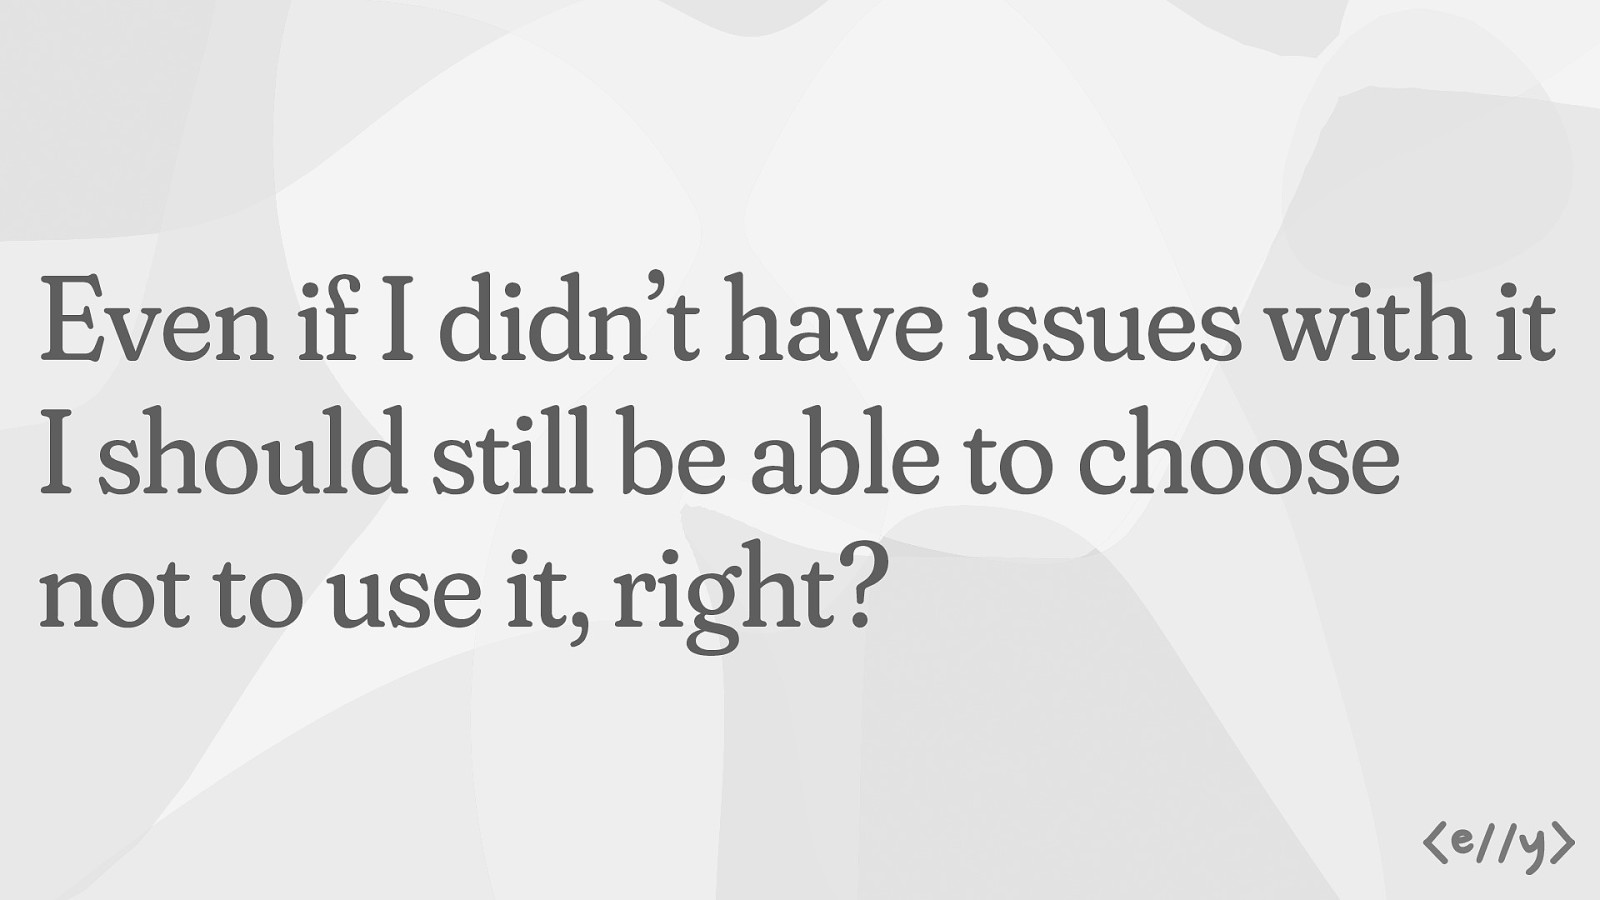 Even if I didn’t have issues with it
I should still be able to choose
not to use it, right?
<e//y>